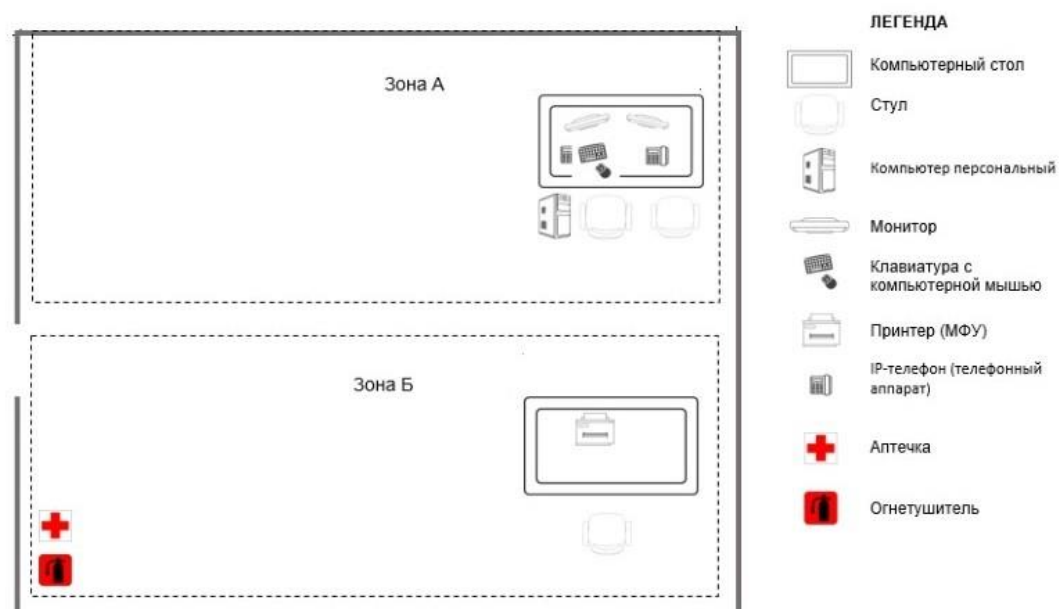 ЛЕГЕНДА
Компьютерный стол
Зона А
Стул
Компьютер персональный
Монитор
Клавиатура с
компьютерной мышью
Принтер (МФУ)
IP-телефон (телефонный
аппарат)
Зона Б
Аптечка
Огнетушитель